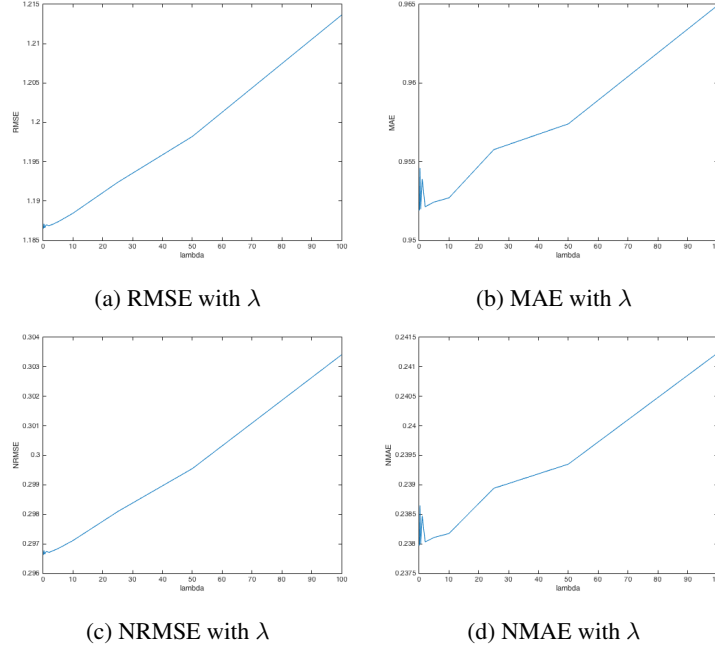 1.215
1.21
1.205
1.2
1.195
1.19
1.185
RMSE
0 10 20 30 40 50 60 70 80 90 100
lambda
(a) RMSE with λ
0.965
0.96
0.955
0.95
MAE
0 10 20 30 40 50 60 70 80 90
lambda
(b) MAE with λ
0.304
0.303
0.302
0.301
0.3
0.299
0.298
0.297
0.296
NRMSE
0 10 20 30 40 50 60 70 80 90 100
lambda
(c) NRMSE with λ
0.2415
0.241
0.2405
0.24
0.2395
0.239
0.2385
0.238
0.2375
NMAE
0 10 20 30 40 50 60 70 80 90
lambda
(d) NMAE with λ